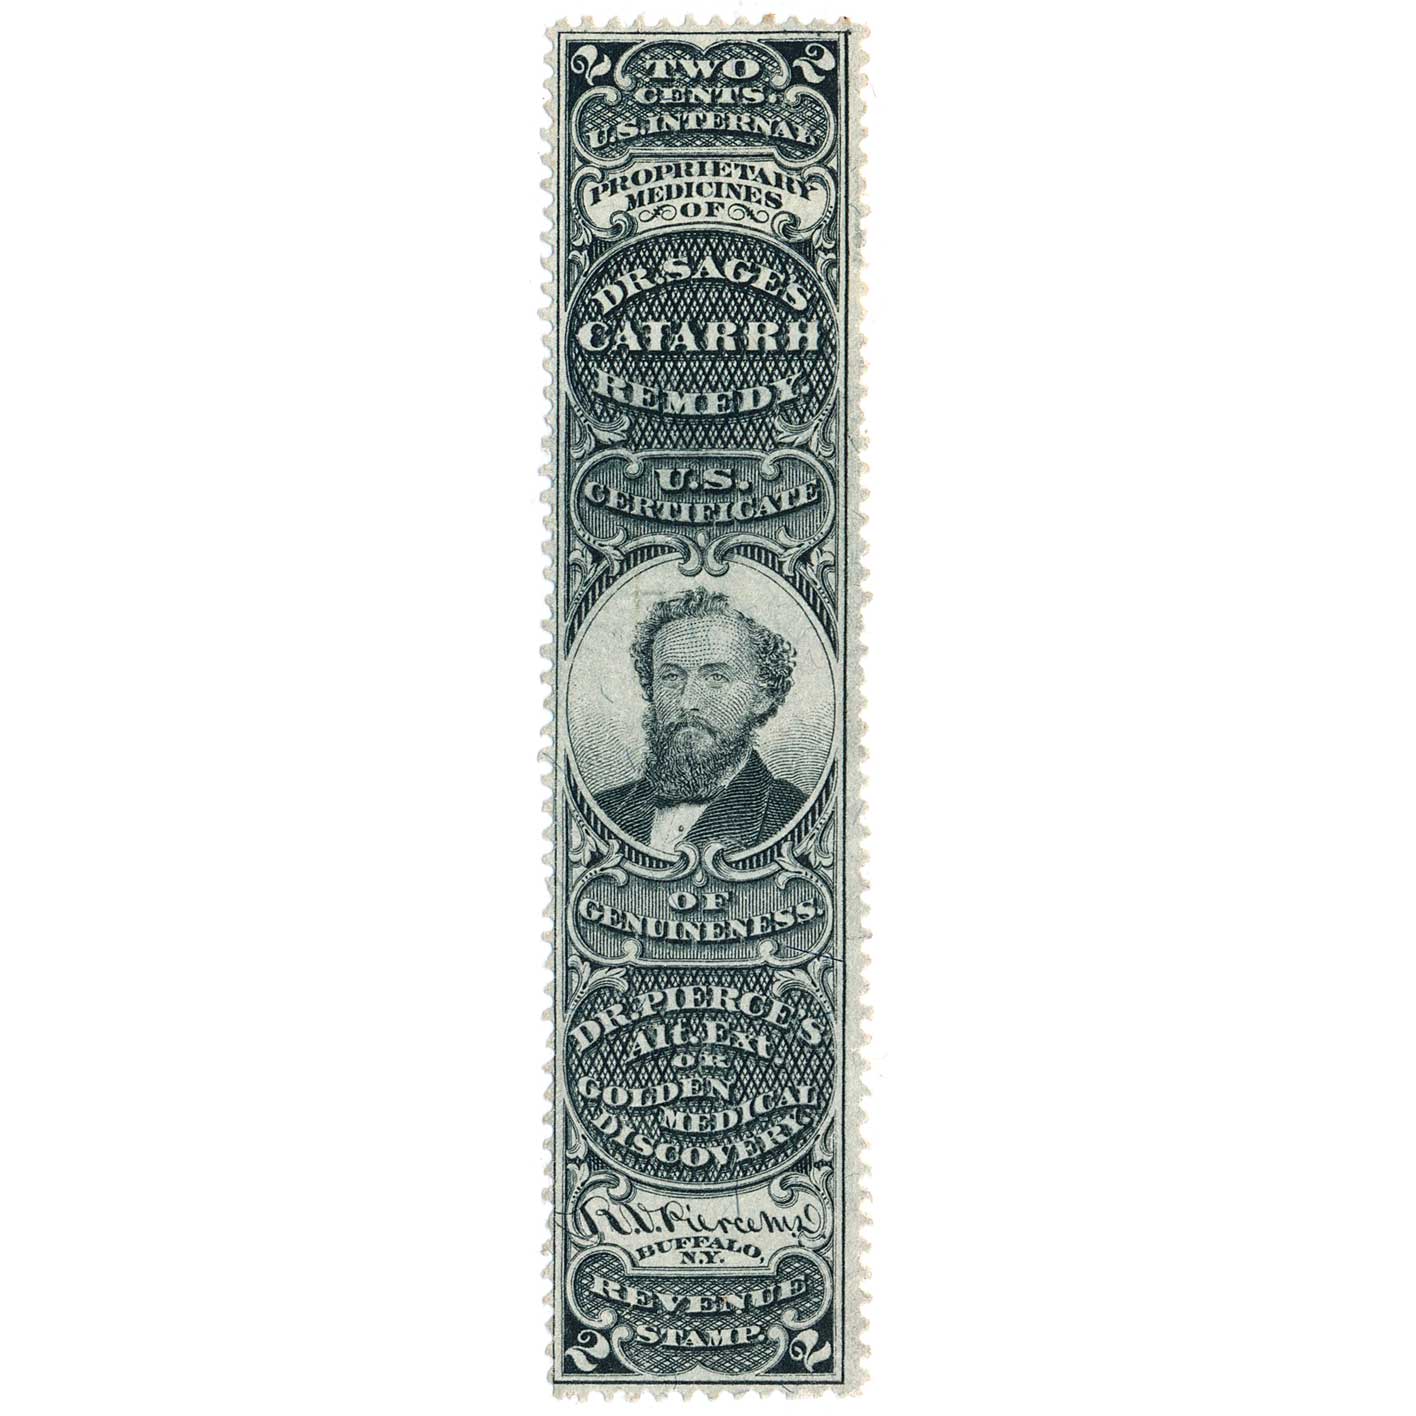 2 2
TWO
CENTS.
U.S. INTERNAL
PROPRIETARY
MEDICINES
OF
DR. SAGE'S
CATARRH
REMEDY.
U.S.
CERTIFICATE
OF
GENUINENESS.
DR. PIERCE'S
Alt. Ext
OR
GOLDEN
MEDICAL
DISCOVERY.
R.V. Pierce M.D
BUFFALO,
N.Y.
REVENUE
STAMP.
2 2